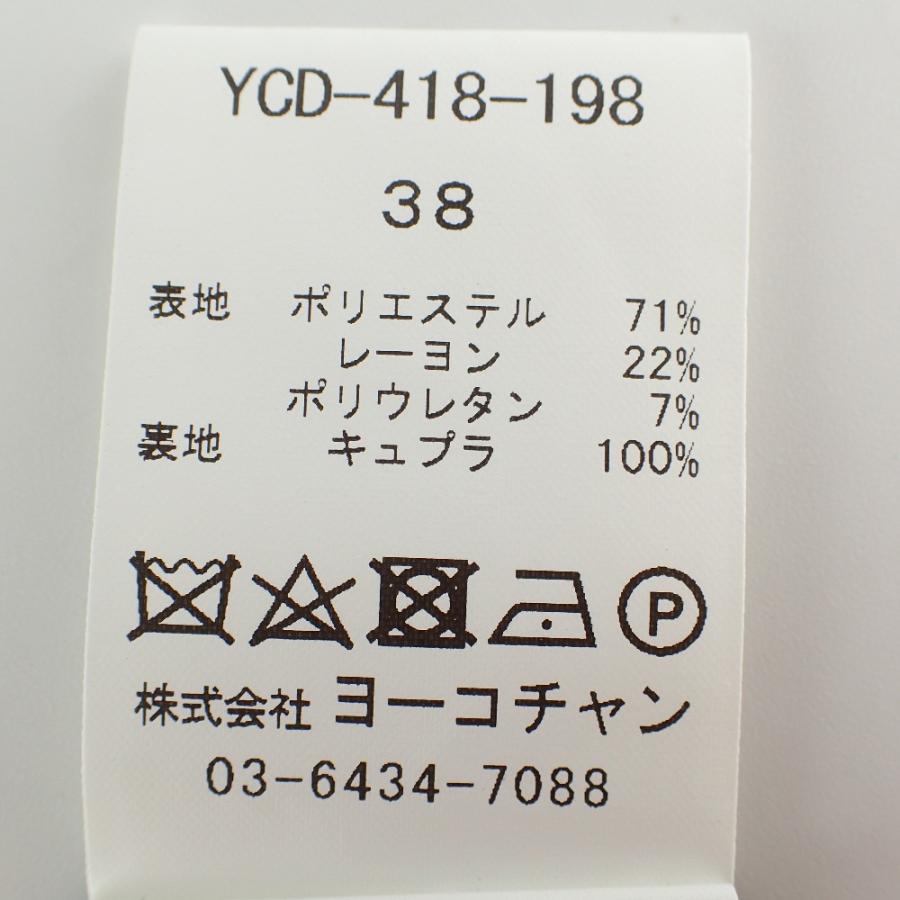 YCD-418-198
38
表地 ポリエステル 71%
レーヨン 22%
ポリウレタン 7%
裏地 キュプラ 100%
P
株式会社 ヨーコチャン
03-6434-7088